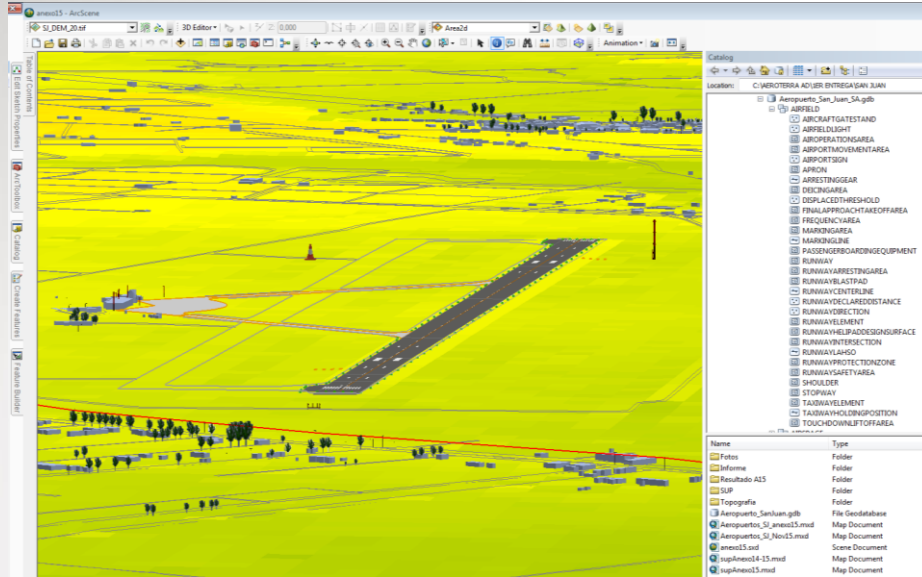 anexo15 - ArcScene
SJ_DEM_20.tif
3D Editor
0,000
Area2d
Animation
Table of Contents
Edit Sketch Properties
ArcToolbox
Catalog
Create Features
Feature Builder
Catalog
Location: C:\AEROTERRA AD\JER ENTREGA\SAN JUAN
Aeropuerto_San_Juan_SA.gdb
AIRFIELD
AIRCRAFTGATESTAND
AIRFIELDLIGHT
AIROPERATIONSAREA
AIRPORTMOVEMENTAREA
AIRPORTSIGN
APRON
ARRESTINGGEAR
DEICINGAREA
DISPLACEDTHRESHOLD
FINALAPPROACHTAKEOFFAREA
FREQUENCYAREA
MARKINGAREA
MARKINGLINE
PASSENGERBOARDINGEQUIPMENT
RUNWAY
RUNWAYARRESTINGAREA
RUNWAYBLASTPAD
RUNWAYCENTERLINE
RUNWAYDECLAREDDISTANCE
RUNWAYDIRECTION
RUNWAYELEMENT
RUNWAYHELIPADDESIGNSURFACE
RUNWAYINTERSECTION
RUNWAYLAHSO
RUNWAYPROTECTIONZONE
RUNWAYSAFETYAREA
SHOULDER
STOPWAY
TAXIWAYELEMENT
TAXIWAYHOLDINGPOSITION
TOUCHDOWNLIFTOFFAREA
Name Type
Fotos Folder
Informe Folder
Resultado A15 Folder
SUP Folder
Topografia Folder
Aeropuerto_SanJuan.gdb File Geodatabase
Aeropuertos_SJ_anexo15.mxd Map Document
Aeropuertos_SJ_Nov15.mxd Map Document
anexo15.sxd Scene Document
supAnexo14-15.mxd Map Document
supAnexo15.mxd Map Document